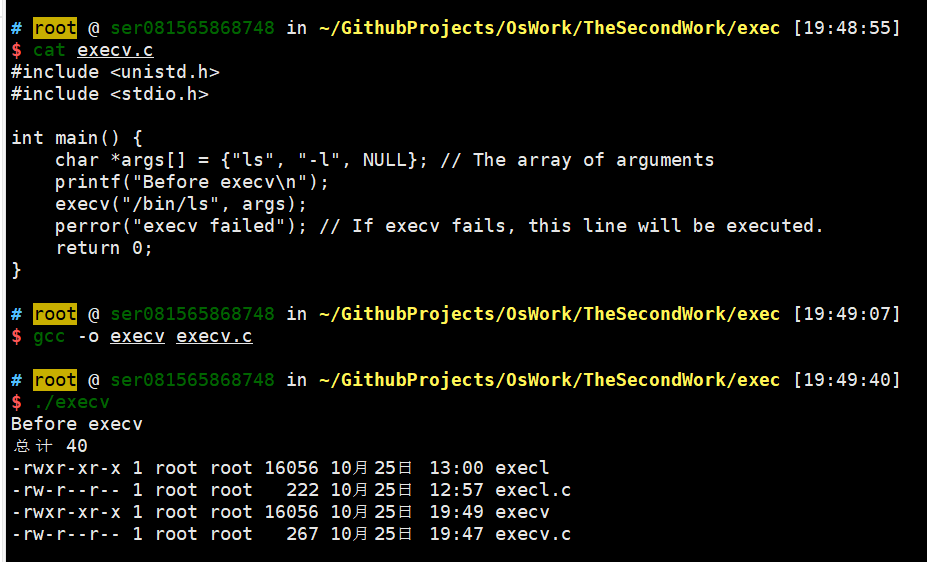 # root @ ser081565868748 in ~/GithubProjects/OsWork/TheSecondWork/exec [19:48:55]
$ cat execv.c
#include <unistd.h>
#include <stdio.h>

int main() {
    char *args[] = {"ls", "-l", NULL}; // The array of arguments
    printf("Before execv\n");
    execv("/bin/ls", args);
    perror("execv failed"); // If execv fails, this line will be executed.
    return 0;
}

# root @ ser081565868748 in ~/GithubProjects/OsWork/TheSecondWork/exec [19:49:07]
$ gcc -o execv execv.c

# root @ ser081565868748 in ~/GithubProjects/OsWork/TheSecondWork/exec [19:49:40]
$ ./execv
Before execv
总计 40
-rwxr-xr-x 1 root root 16056 10月25日 13:00 execl
-rw-r--r-- 1 root root   222 10月25日 12:57 execl.c
-rwxr-xr-x 1 root root 16056 10月25日 19:49 execv
-rw-r--r-- 1 root root   267 10月25日 19:47 execv.c